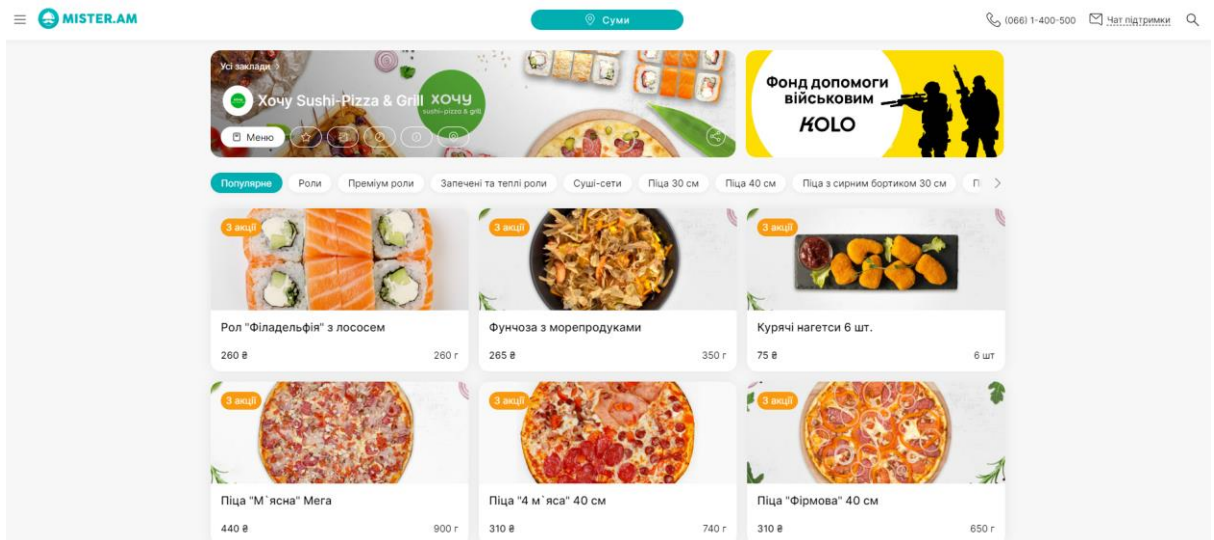 MISTER.AM
Суми
(066) 1-400-500
Чат підтримки
Усі заклади
Хочу Sushi-Pizza & Grill
ХОЧУ
sushi-pizza & grill
Меню
Фонд допомоги
військовим
KOLO
Популярне
Роли
Преміум роли
Запечені та теплі роли
Суші-сети
Піца 30 см
Піца 40 см
Піца з сирним бортиком 30 см
З акції
З акції
З акції
Рол "Філадельфія" з лососем
Фунчоза з морепродуками
Курячі нагетси 6 шт.
260 ₴
260 г
265 ₴
350 г
75 ₴
6 шт
З акції
З акції
З акції
Піца "М`ясна" Мега
Піца "4 м`яса" 40 см
Піца "Фірмова" 40 см
440 ₴
900 г
310 ₴
740 г
310 ₴
650 г